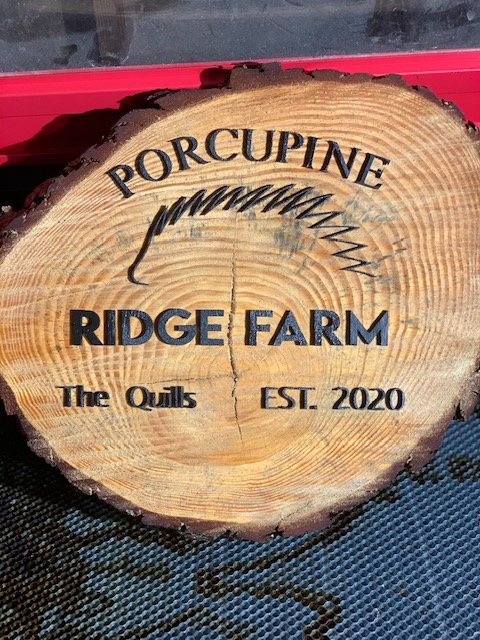 PORCUPINE
RIDGE FARM
The Quills EST. 2020